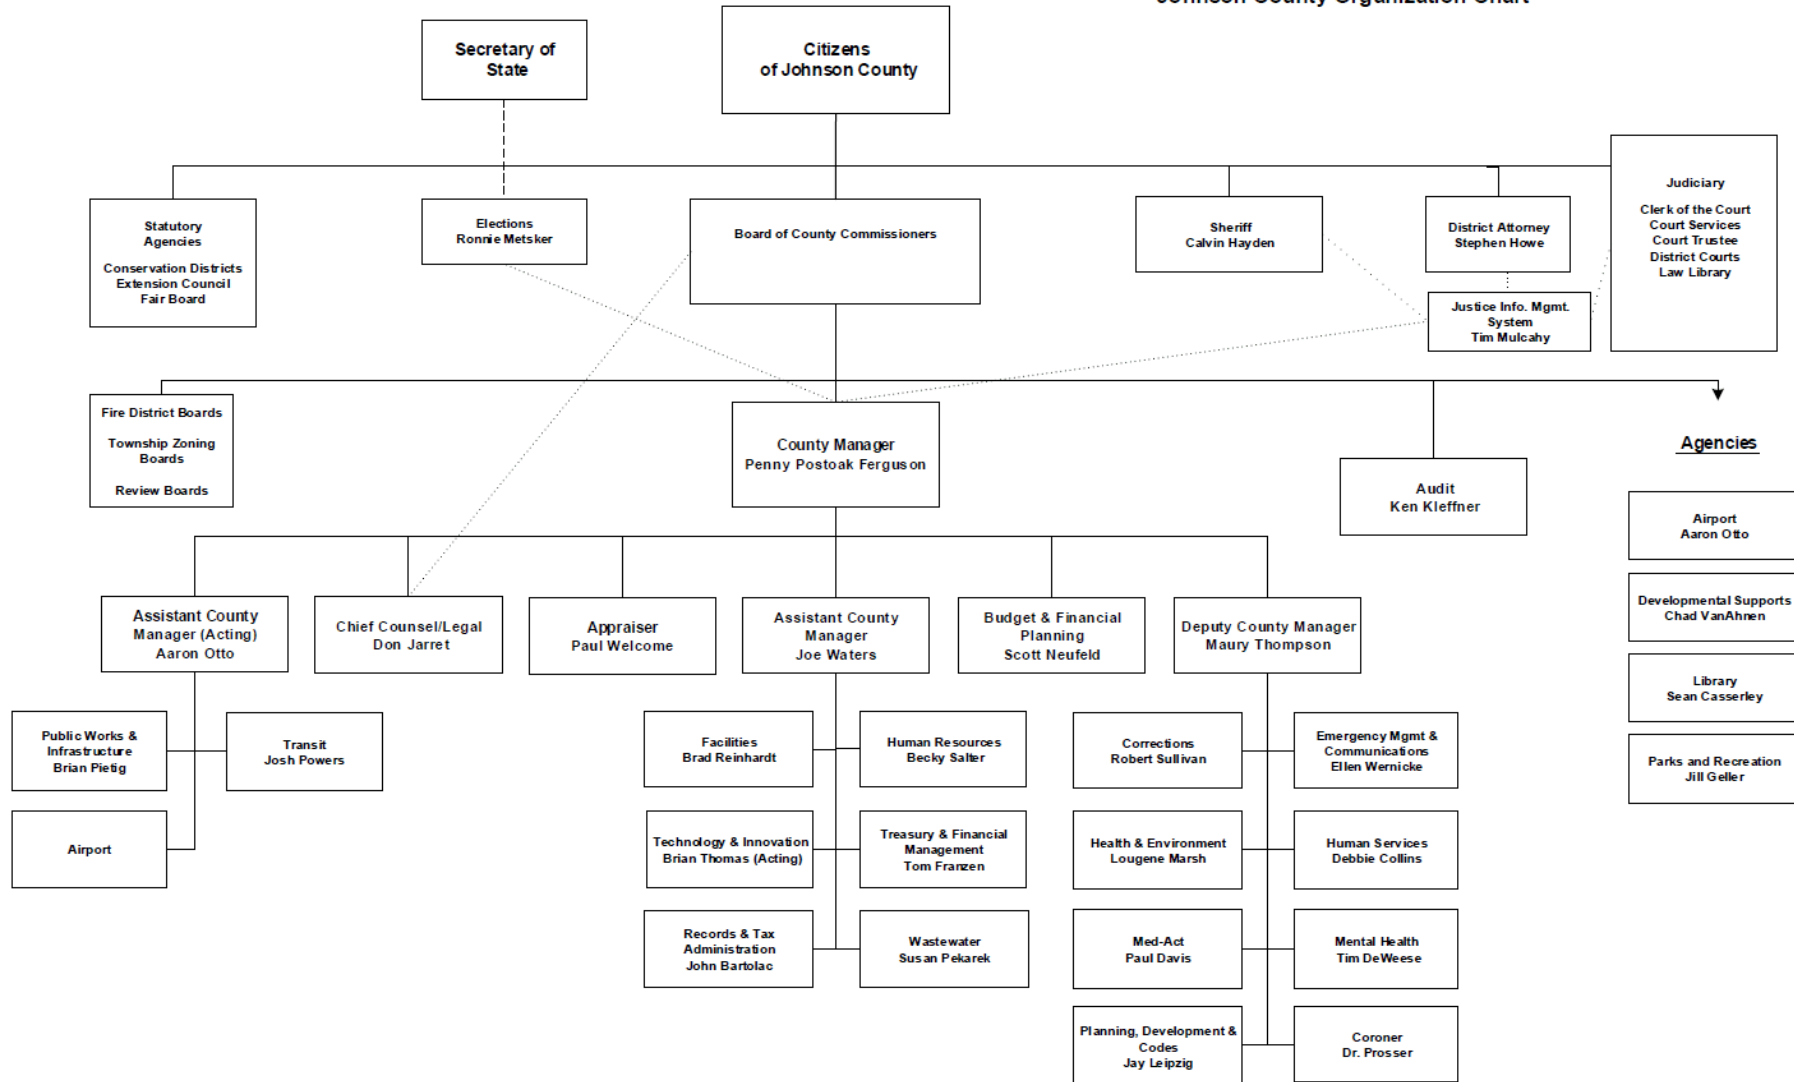 Johnson County Organization Chart
Secretary of
State
Citizens
of Johnson County
Statutory
Agencies
Conservation Districts
Extension Council
Fair Board
Elections
Ronnie Metsker
Board of County Commissioners
Sheriff
Calvin Hayden
District Attorney
Stephen Howe
Judiciary
Clerk of the Court
Court Services
Court Trustee
District Courts
Law Library
Justice Info. Mgmt.
System
Tim Mulcahy
Fire District Boards
Township Zoning
Boards
Review Boards
County Manager
Penny Postoak Ferguson
Audit
Ken Kleffner
Agencies
Airport
Aaron Otto
Developmental Supports
Chad VanAhnen
Library
Sean Casserley
Parks and Recreation
Jill Geller
Assistant County
Manager (Acting)
Aaron Otto
Chief Counsel/Legal
Don Jarret
Appraiser
Paul Welcome
Assistant County
Manager
Joe Waters
Budget & Financial
Planning
Scott Neufeld
Deputy County Manager
Maury Thompson
Public Works &
Infrastructure
Brian Pietig
Transit
Josh Powers
Airport
Facilities
Brad Reinhardt
Human Resources
Becky Salter
Technology & Innovation
Brian Thomas (Acting)
Treasury & Financial
Management
Tom Franzen
Records & Tax
Administration
John Bartolac
Wastewater
Susan Pekarek
Corrections
Robert Sullivan
Emergency Mgmt &
Communications
Ellen Wernicke
Health & Environment
Lougene Marsh
Human Services
Debbie Collins
Med-Act
Paul Davis
Mental Health
Tim DeWeese
Planning, Development &
Codes
Jay Leipzig
Coroner
Dr. Prosser